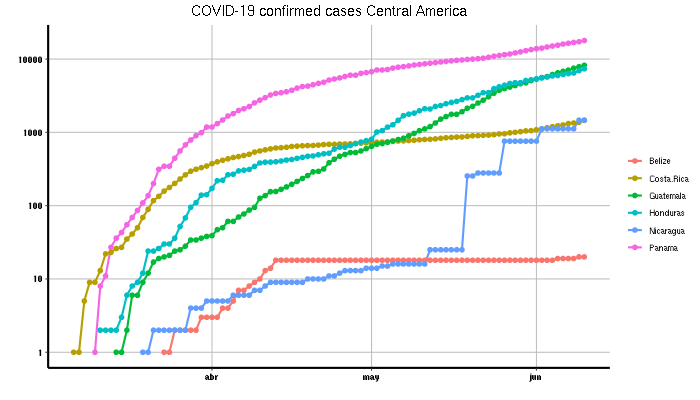 COVID-19 confirmed cases Central America
10000
1000
100
10
1
abr may jun
Belize
Costa.Rica
Guatemala
Honduras
Nicaragua
Panama